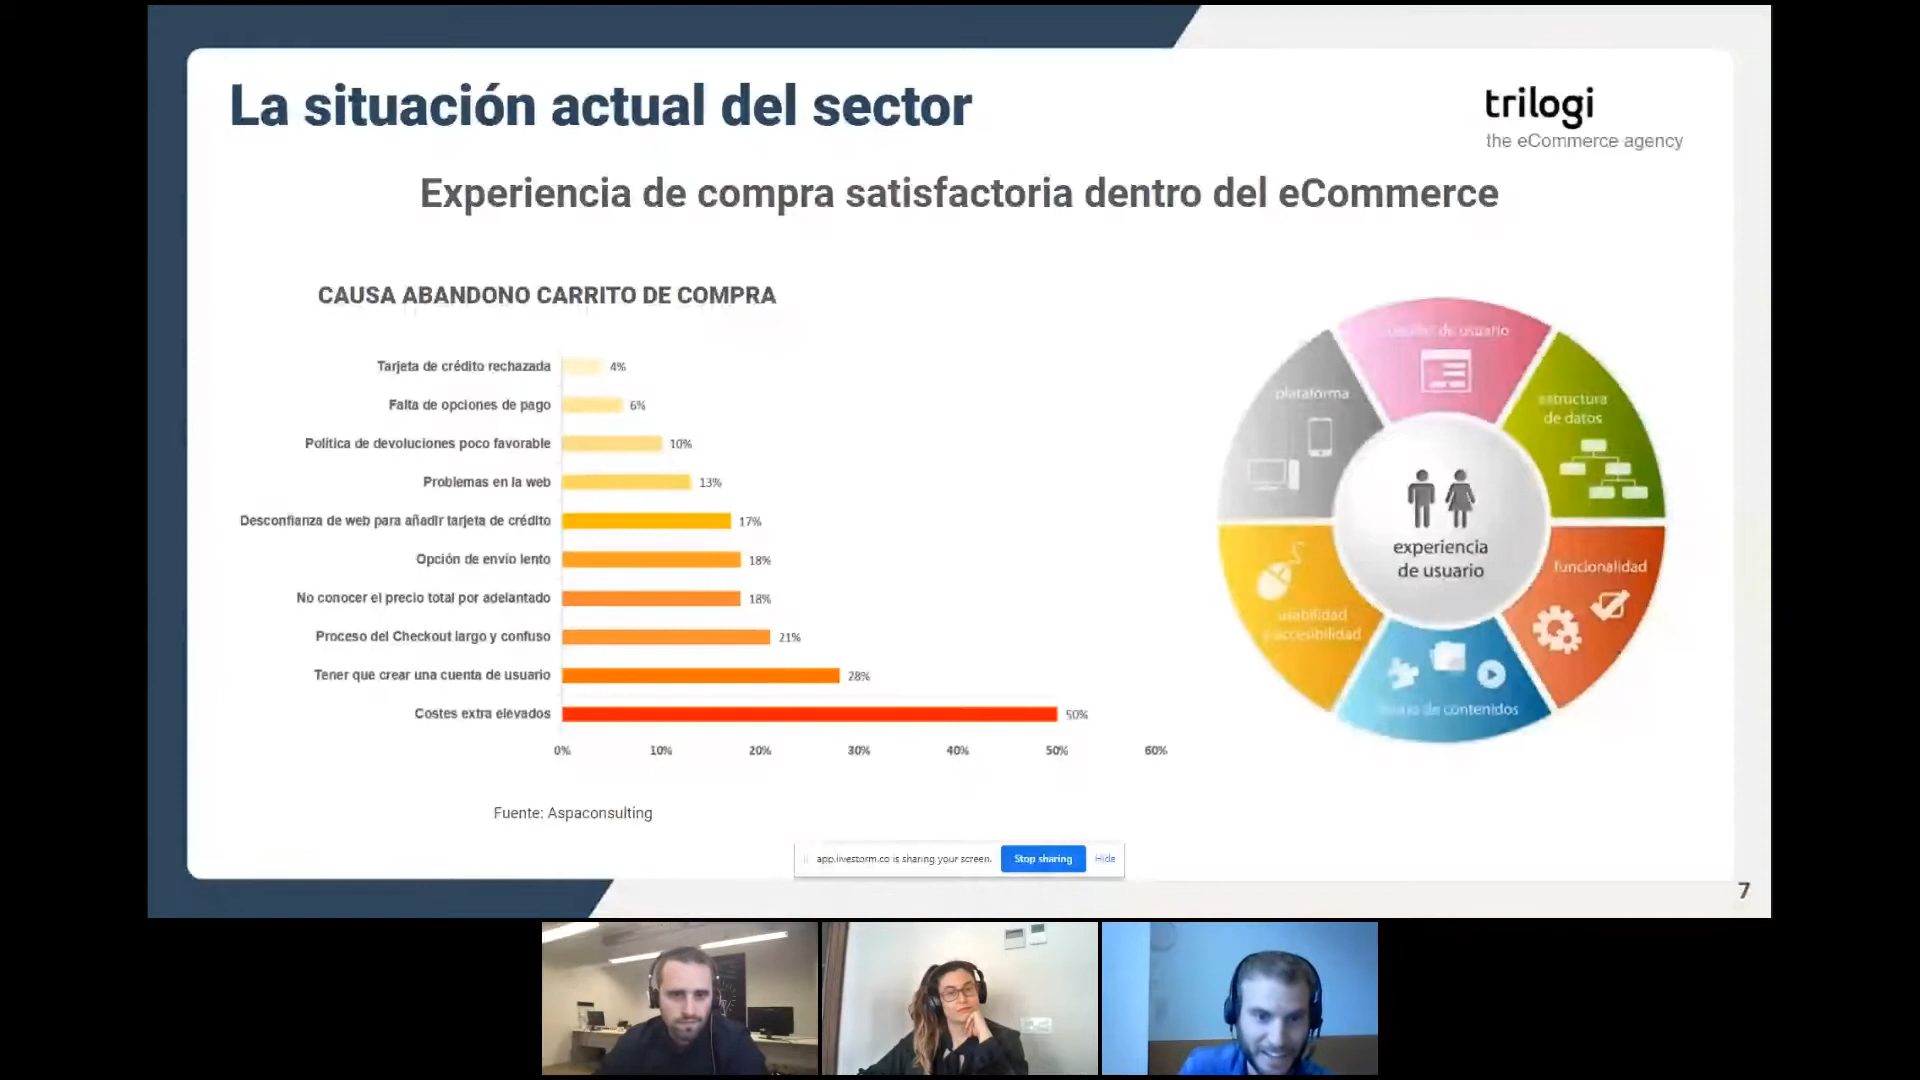 La situación actual del sector
trilogi
the eCommerce agency
Experiencia de compra satisfactoria dentro del eCommerce
CAUSA ABANDONO CARRITO DE COMPRA
Tarjeta de crédito rechazada 4%
Falta de opciones de pago 6%
Política de devoluciones poco favorable 10%
Problemas en la web 13%
Desconfianza de web para añadir tarjeta de crédito 17%
Opción de envío lento 18%
No conocer el precio total por adelantado 18%
Proceso del Checkout largo y confuso 21%
Tener que crear una cuenta de usuario 28%
Costes extra elevados 50%
0% 10% 20% 30% 40% 50% 60%
Fuente: Aspaconsulting
de usuario
plataforma
estructura
de datos
experiencia
de usuario
funcionalidad
usabilidad
accesibilidad
de contenidos
app.livestorm.co is sharing your screen. Stop sharing Hide
7